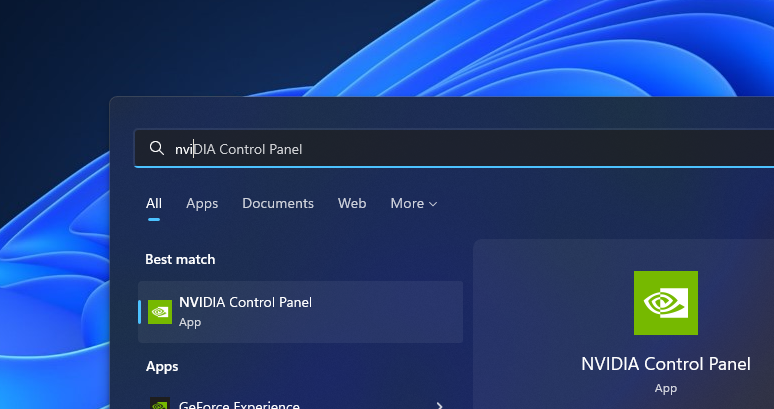 nviDIA Control Panel
All Apps Documents Web More
Best match
NVIDIA Control Panel
App
Apps
GeForce Experience
NVIDIA Control Panel
App